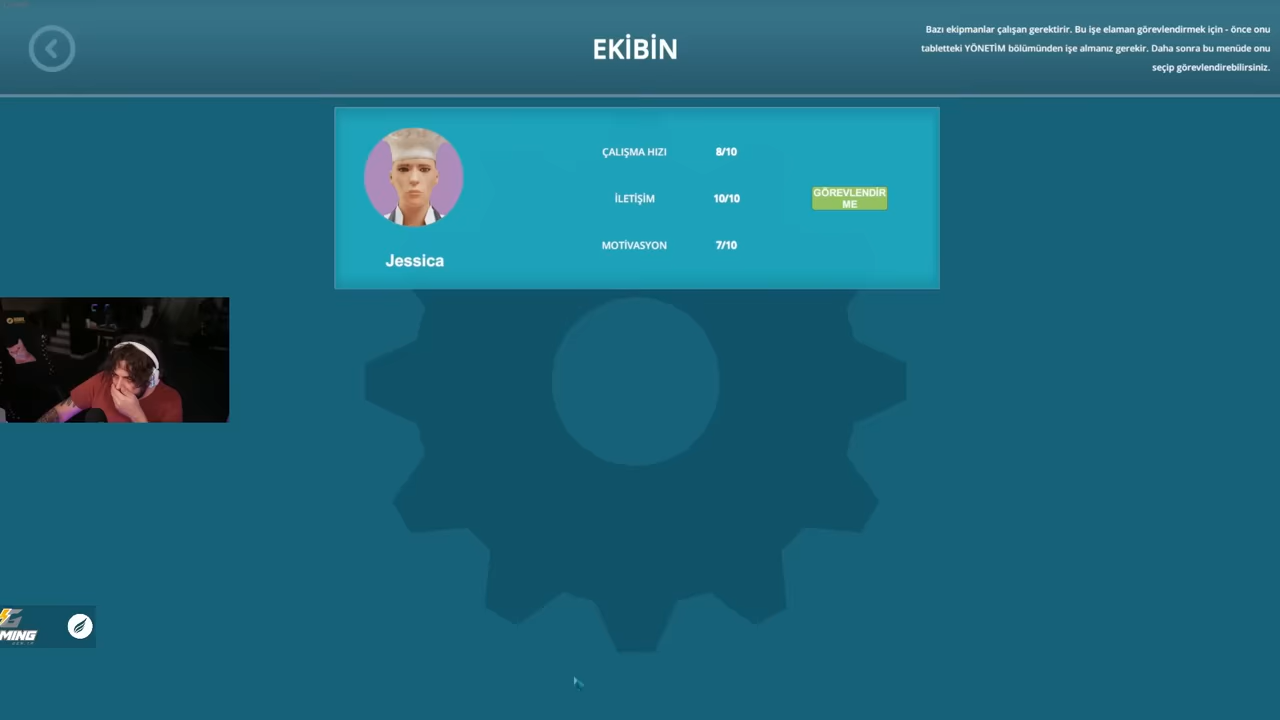 EKİBİN
Bazı ekipmanlar çalışan gerektirir. Bu işe elaman görevlendirmek için - önce onu
tabletteki YÖNETİM bölümünden işe almanız gerekir. Daha sonra bu menüde onu
seçip görevlendirebilirsiniz.
ÇALIŞMA HIZI 8/10
İLETİŞİM 10/10
GÖREVLENDİR
ME
MOTİVASYON 7/10
Jessica
MING